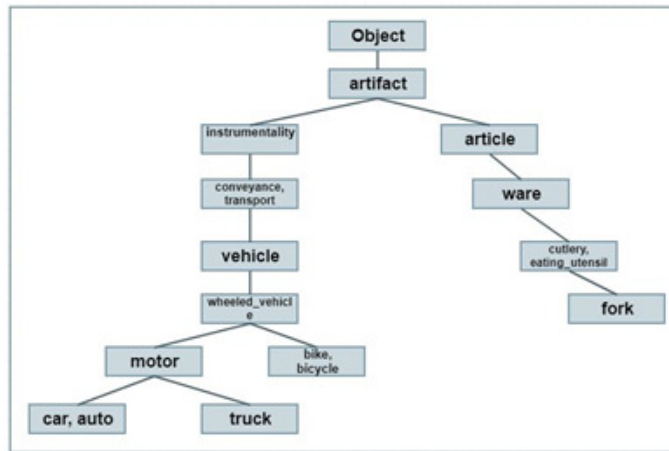 Object
artifact
instrumentality
article
conveyance,
transport
ware
vehicle
cutlery,
eating_utensil
wheeled_vehicl
e
fork
motor
bike,
bicycle
car, auto
truck